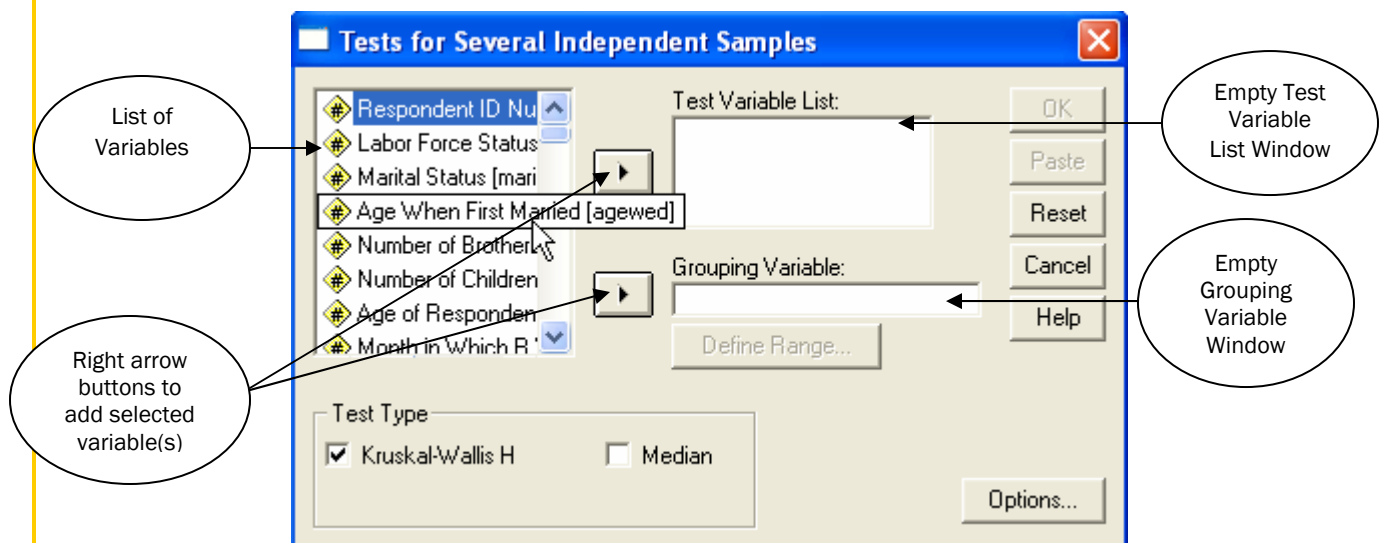 Tests for Several Independent Samples
List of
Variables
Respondent ID Nu
Labor Force Status
Marital Status [mari
Age When First Married [agewed]
Number of Brother
Number of Children
Age of Responden
Month in Which R
Test Variable List:
Grouping Variable:
Define Range...
OK
Paste
Reset
Cancel
Help
Empty Test
Variable
List Window
Empty
Grouping
Variable
Window
Right arrow
buttons to
add selected
variable(s)
Test Type
Kruskal-Wallis H
Median
Options...